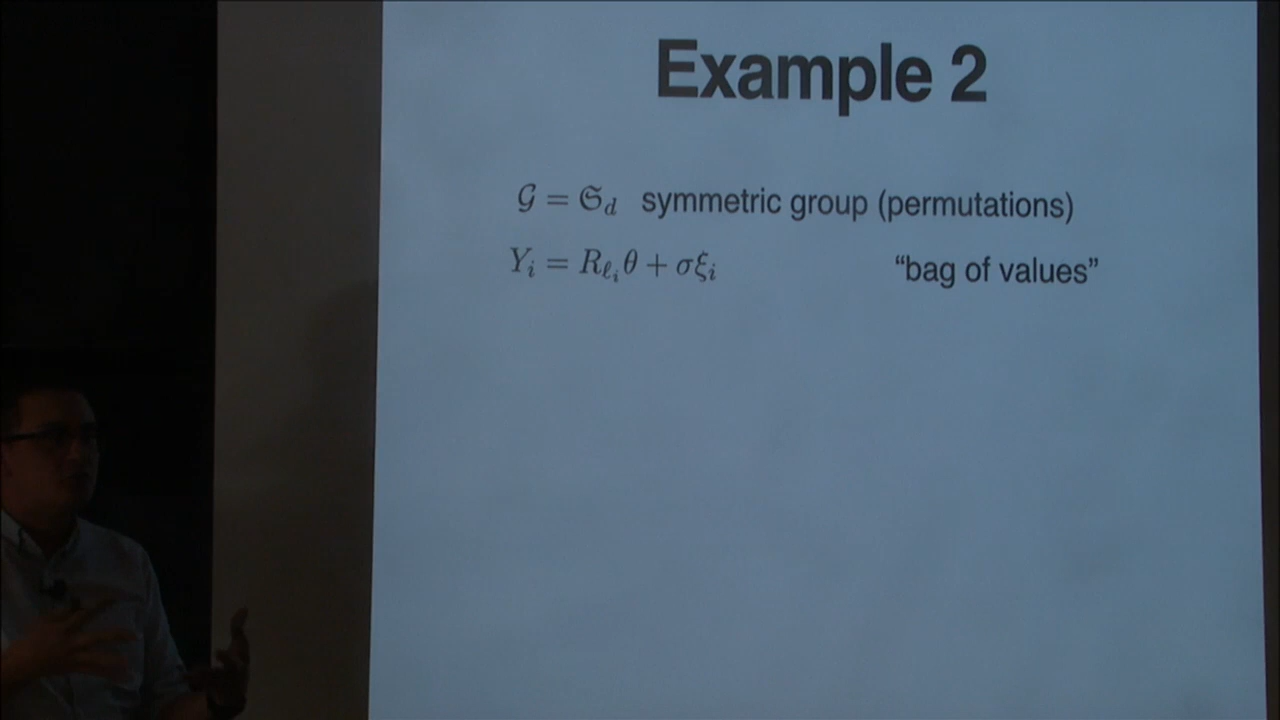 Example 2
𝒢 = 𝔖_d symmetric group (permutations)
Y_i = R_{ℓ_i}θ + σξ_i “bag of values”